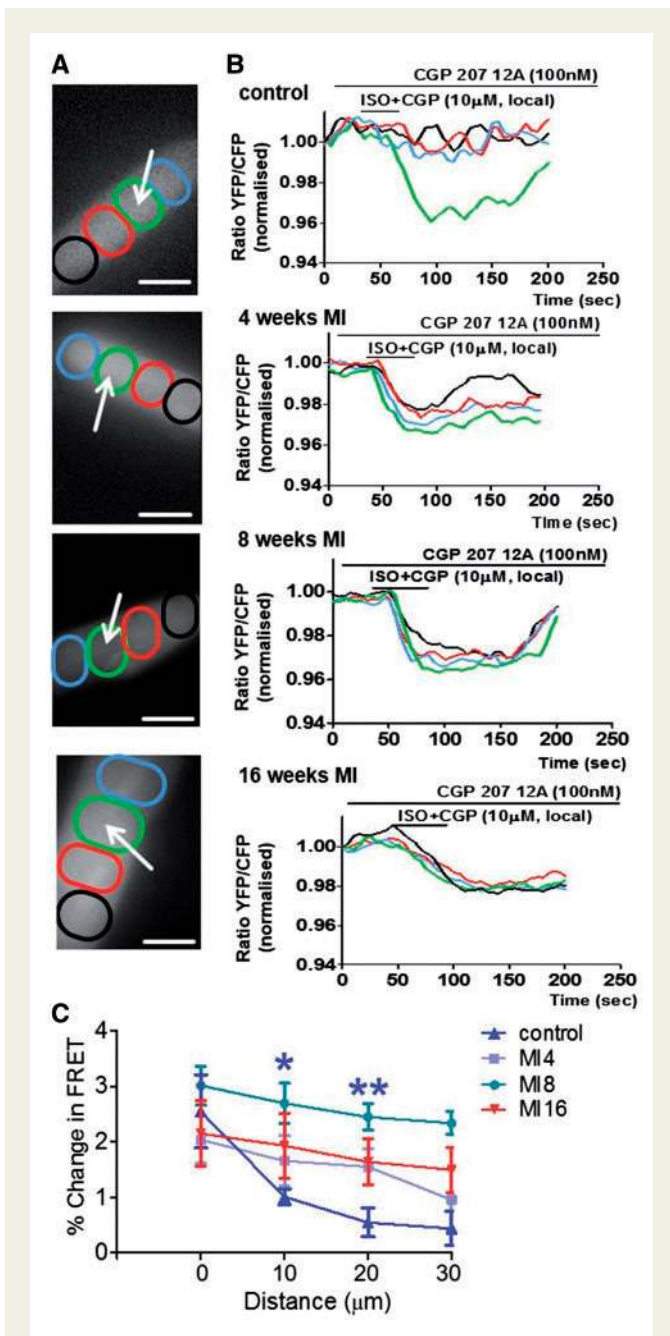 A
B
control
CGP 207 12A (100nM)
ISO+CGP (10μM, local)
Ratio YFP/CFP
(normalised)
1.00
0.98
0.96
0.94
0 50 100 150 200 250
Time (sec)
4 weeks MI
CGP 207 12A (100nM)
ISO+CGP (10μM, local)
Ratio YFP/CFP
(normalised)
1.00
0.98
0.96
0.94
0 50 100 150 200 250
Time (sec)
8 weeks MI
CGP 207 12A (100nM)
ISO+CGP (10μM, local)
Ratio YFP/CFP
(normalised)
1.00
0.98
0.96
0.94
0 50 100 150 200 250
Time (sec)
16 weeks MI
CGP 207 12A (100nM)
ISO+CGP (10μM, local)
Ratio YFP/CFP
(normalised)
1.00
0.98
0.96
0.94
0 50 100 150 200 250
Time (sec)
C
% Change in FRET
4
3
2
1
0
* **
0 10 20 30
Distance (μm)
control
MI4
MI8
MI16